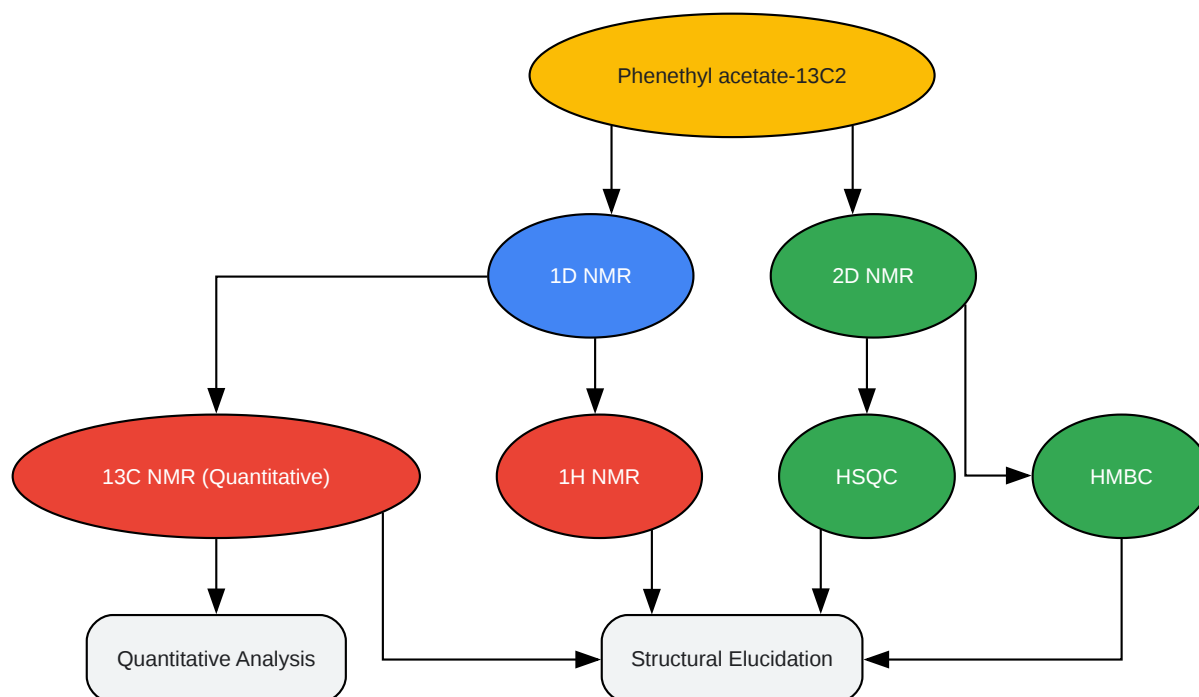 Phenethyl acetate-13C2
1D NMR
2D NMR
13C NMR (Quantitative)
1H NMR
HSQC
HMBC
Quantitative Analysis
Structural Elucidation